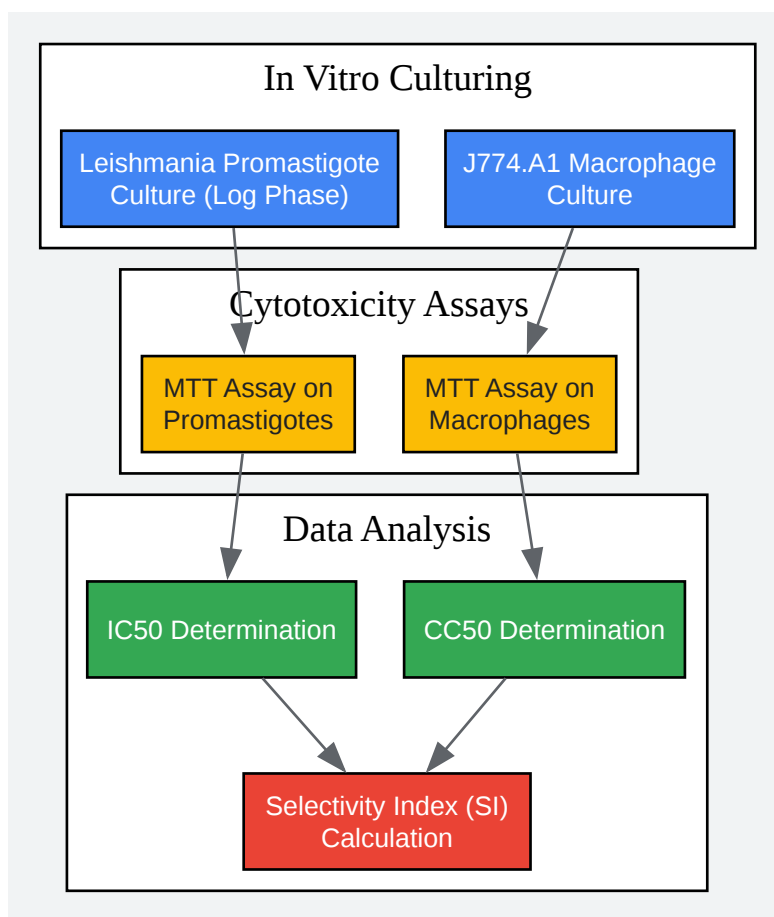 In Vitro Culturing
Leishmania Promastigote
Culture (Log Phase)
J774.A1 Macrophage
Culture
Cytotoxicity Assays
MTT Assay on
Promastigotes
MTT Assay on
Macrophages
Data Analysis
IC50 Determination
CC50 Determination
Selectivity Index (SI)
Calculation